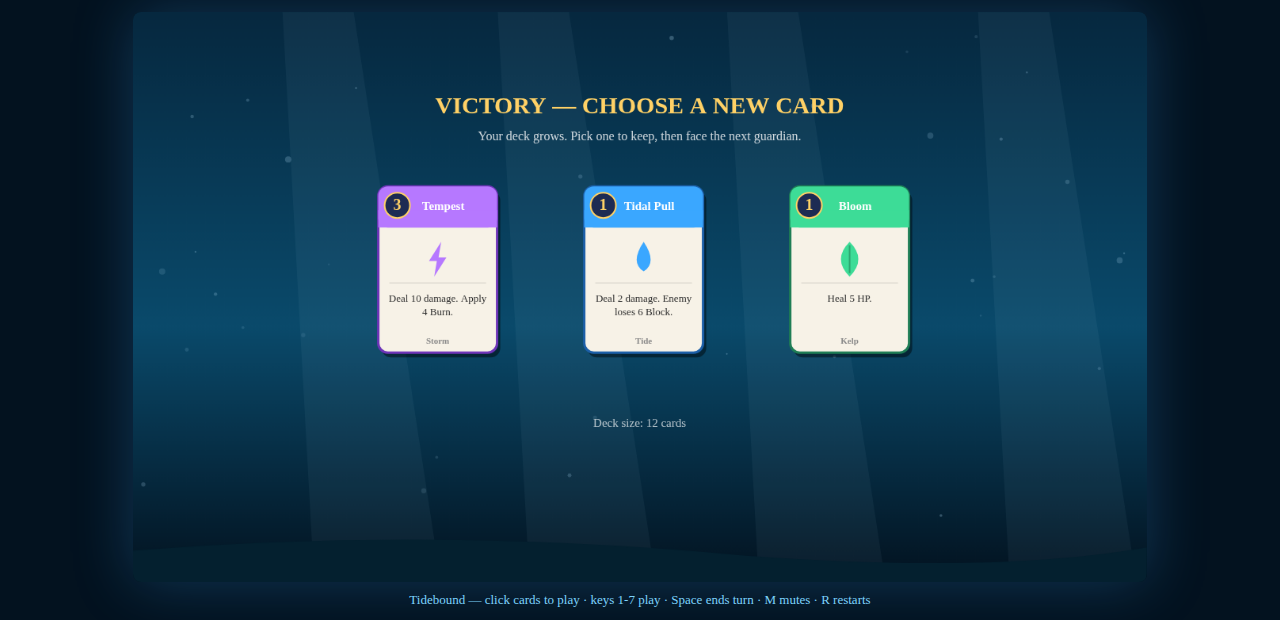 VICTORY — CHOOSE A NEW CARD
Your deck grows. Pick one to keep, then face the next guardian.
3 Tempest
Deal 10 damage. Apply
4 Burn.
Storm
1 Tidal Pull
Deal 2 damage. Enemy
loses 6 Block.
Tide
1 Bloom
Heal 5 HP.
Kelp
Deck size: 12 cards
Tidebound — click cards to play · keys 1-7 play · Space ends turn · M mutes · R restarts